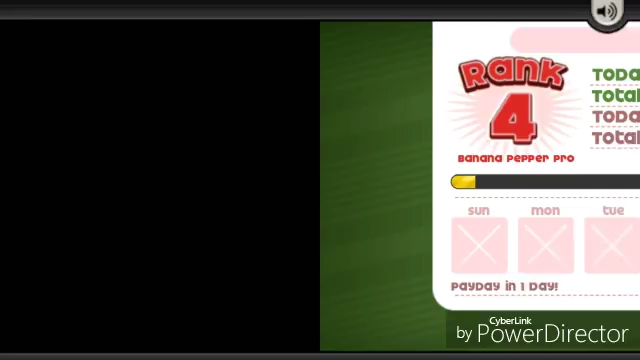 Rank
4
Banana Pepper Pro
Toda
Total
Toda
Total
sun mon tue
Payday in 1 Day!
CyberLink
by PowerDirector